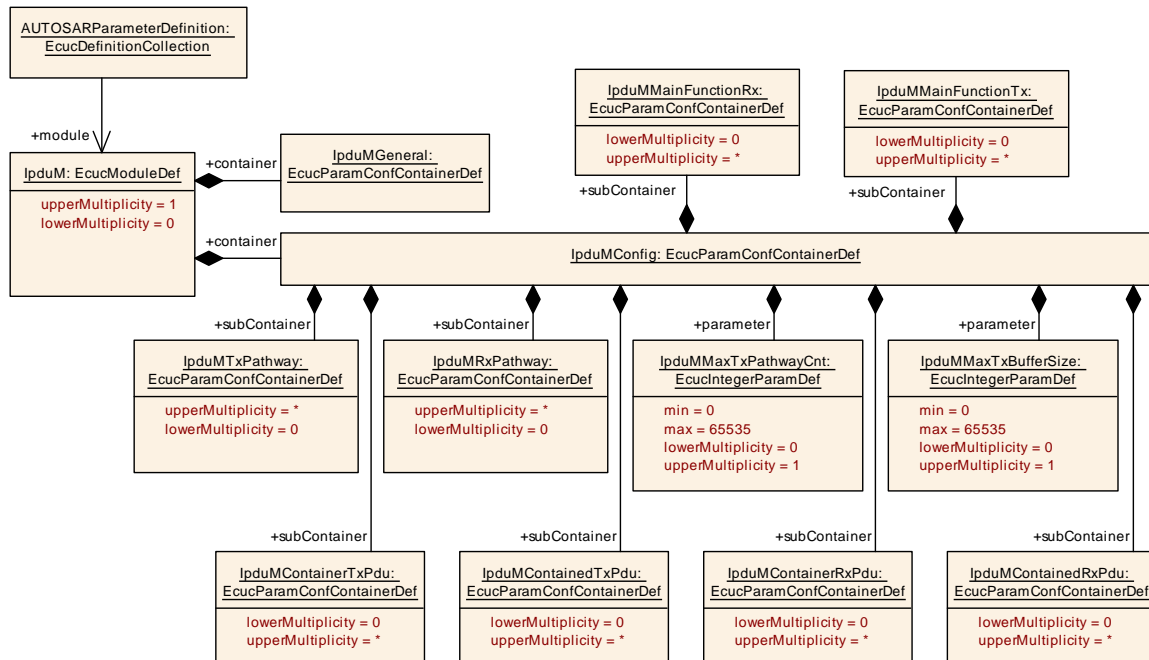 AUTOSARParameterDefinition:
EcucDefinitionCollection
+module
IpduM: EcucModuleDef
upperMultiplicity = 1
lowerMultiplicity = 0
+container
IpduMGeneral:
EcucParamConfContainerDef
+container
IpduMMainFunctionRx:
EcucParamConfContainerDef
lowerMultiplicity = 0
upperMultiplicity = *
+subContainer
IpduMMainFunctionTx:
EcucParamConfContainerDef
lowerMultiplicity = 0
upperMultiplicity = *
+subContainer
IpduMConfig: EcucParamConfContainerDef
+subContainer
IpduMTxPathway:
EcucParamConfContainerDef
upperMultiplicity = *
lowerMultiplicity = 0
+subContainer
IpduMRxPathway:
EcucParamConfContainerDef
upperMultiplicity = *
lowerMultiplicity = 0
+parameter
IpduMMaxTxPathwayCnt:
EcucIntegerParamDef
min = 0
max = 65535
lowerMultiplicity = 0
upperMultiplicity = 1
+parameter
IpduMMaxTxBufferSize:
EcucIntegerParamDef
min = 0
max = 65535
lowerMultiplicity = 0
upperMultiplicity = 1
+subContainer
IpduMContainerTxPdu:
EcucParamConfContainerDef
lowerMultiplicity = 0
upperMultiplicity = *
+subContainer
IpduMContainedTxPdu:
EcucParamConfContainerDef
lowerMultiplicity = 0
upperMultiplicity = *
+subContainer
IpduMContainerRxPdu:
EcucParamConfContainerDef
lowerMultiplicity = 0
upperMultiplicity = *
+subContainer
IpduMContainedRxPdu:
EcucParamConfContainerDef
lowerMultiplicity = 0
upperMultiplicity = *